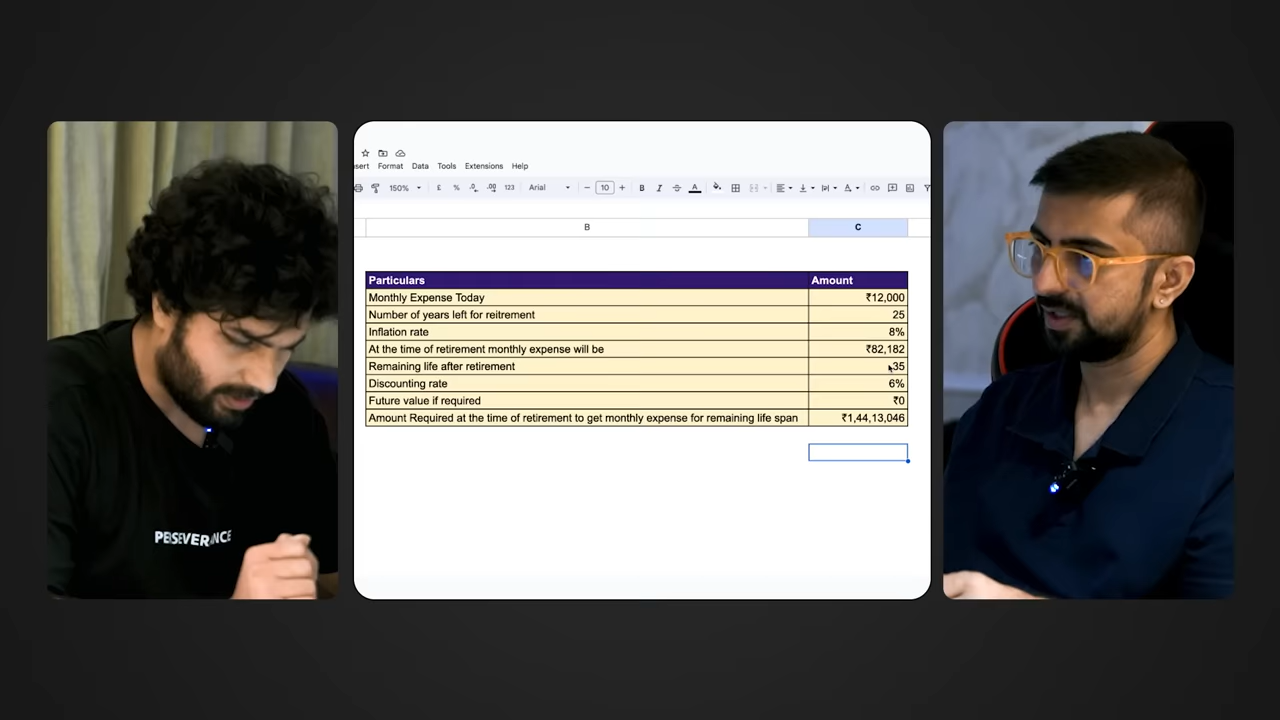 PERSEVERANCE
nsert Format Data Tools Extensions Help
150% £ % .0 .00 123 Arial − 10 + B I A
B C
Particulars Amount
Monthly Expense Today ₹12,000
Number of years left for reitrement 25
Inflation rate 8%
At the time of retirement monthly expense will be ₹82,182
Remaining life after retirement 35
Discounting rate 6%
Future value if required ₹0
Amount Required at the time of retirement to get monthly expense for remaining life span ₹1,44,13,046